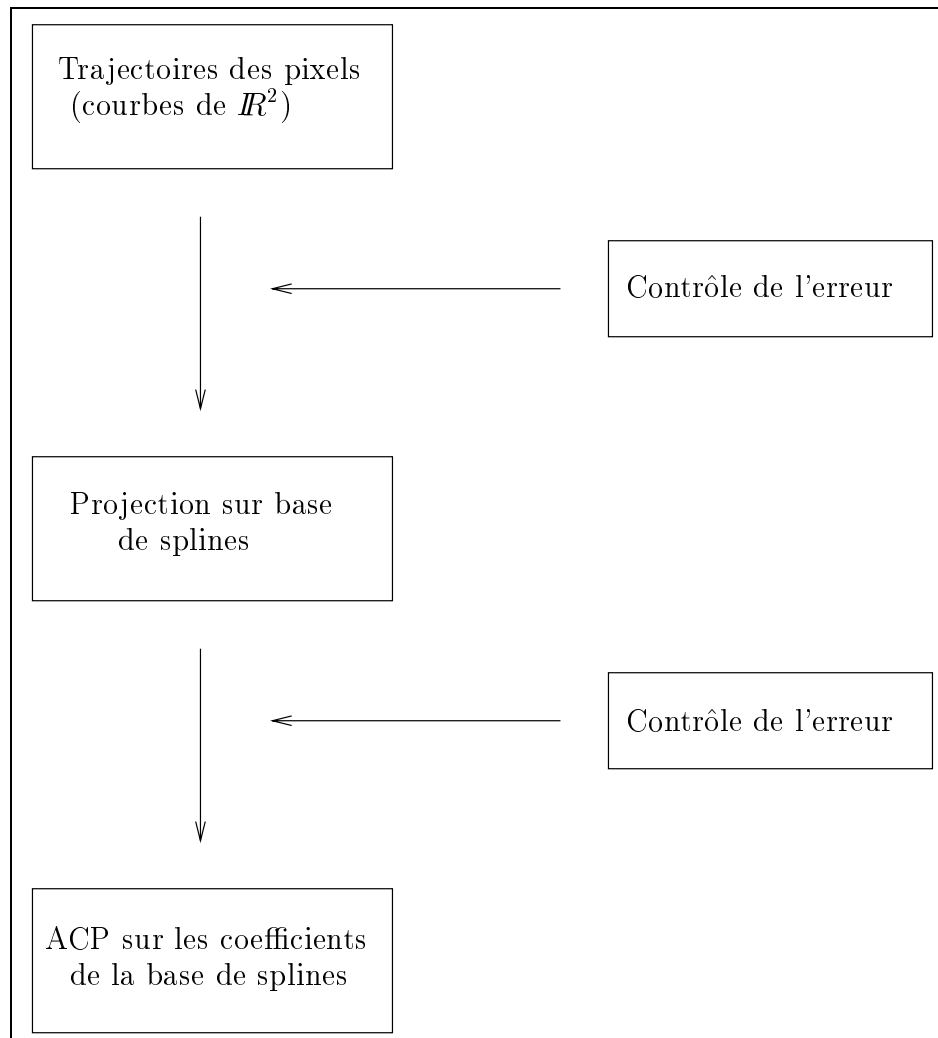 Trajectoires des pixels
(courbes de IR²)
Contrôle de l'erreur
Projection sur base
de splines
Contrôle de l'erreur
ACP sur les coefficients
de la base de splines